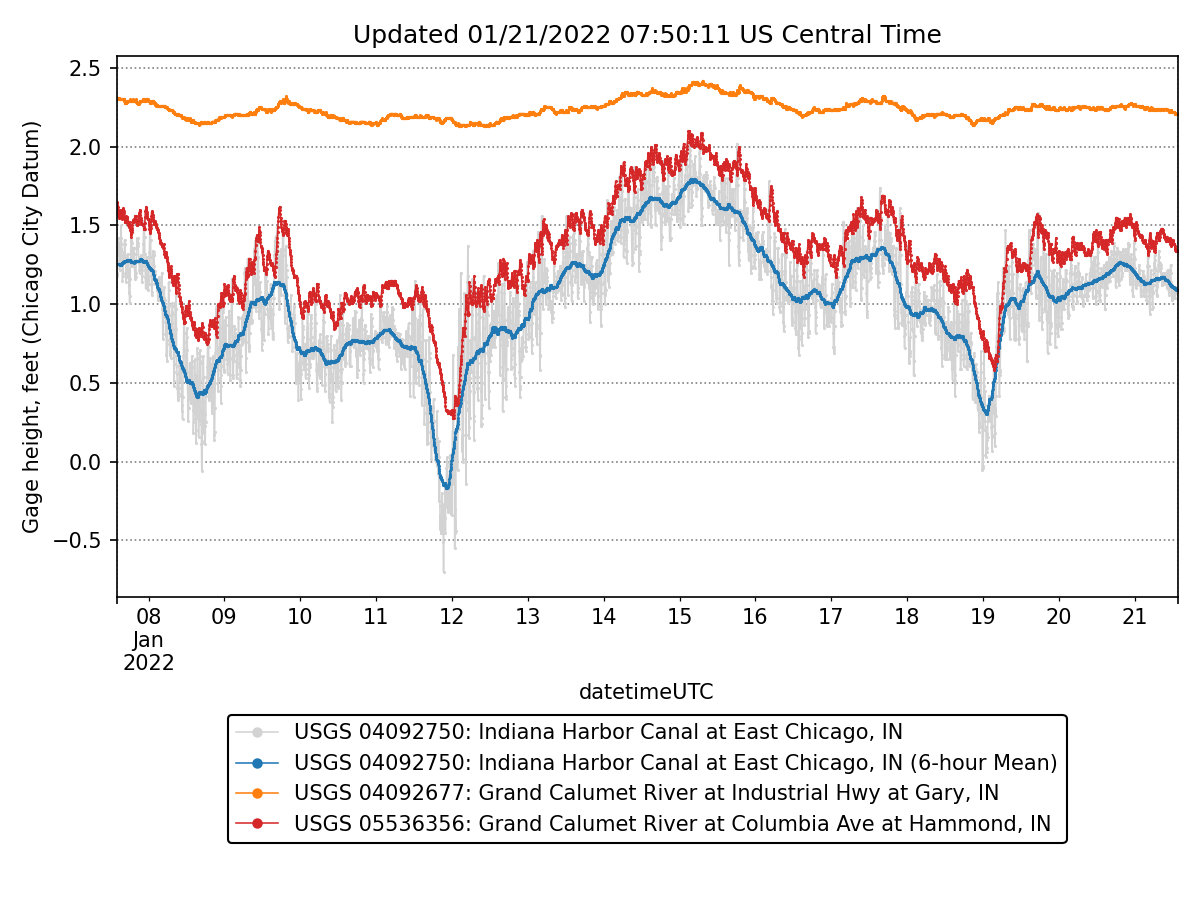 Updated 01/21/2022 07:50:11 US Central Time
Gage height, feet (Chicago City Datum)
2.5
2.0
1.5
1.0
0.5
0.0
−0.5
08 09 10 11 12 13 14 15 16 17 18 19 20 21
Jan
2022
datetimeUTC
USGS 04092750: Indiana Harbor Canal at East Chicago, IN
USGS 04092750: Indiana Harbor Canal at East Chicago, IN (6-hour Mean)
USGS 04092677: Grand Calumet River at Industrial Hwy at Gary, IN
USGS 05536356: Grand Calumet River at Columbia Ave at Hammond, IN